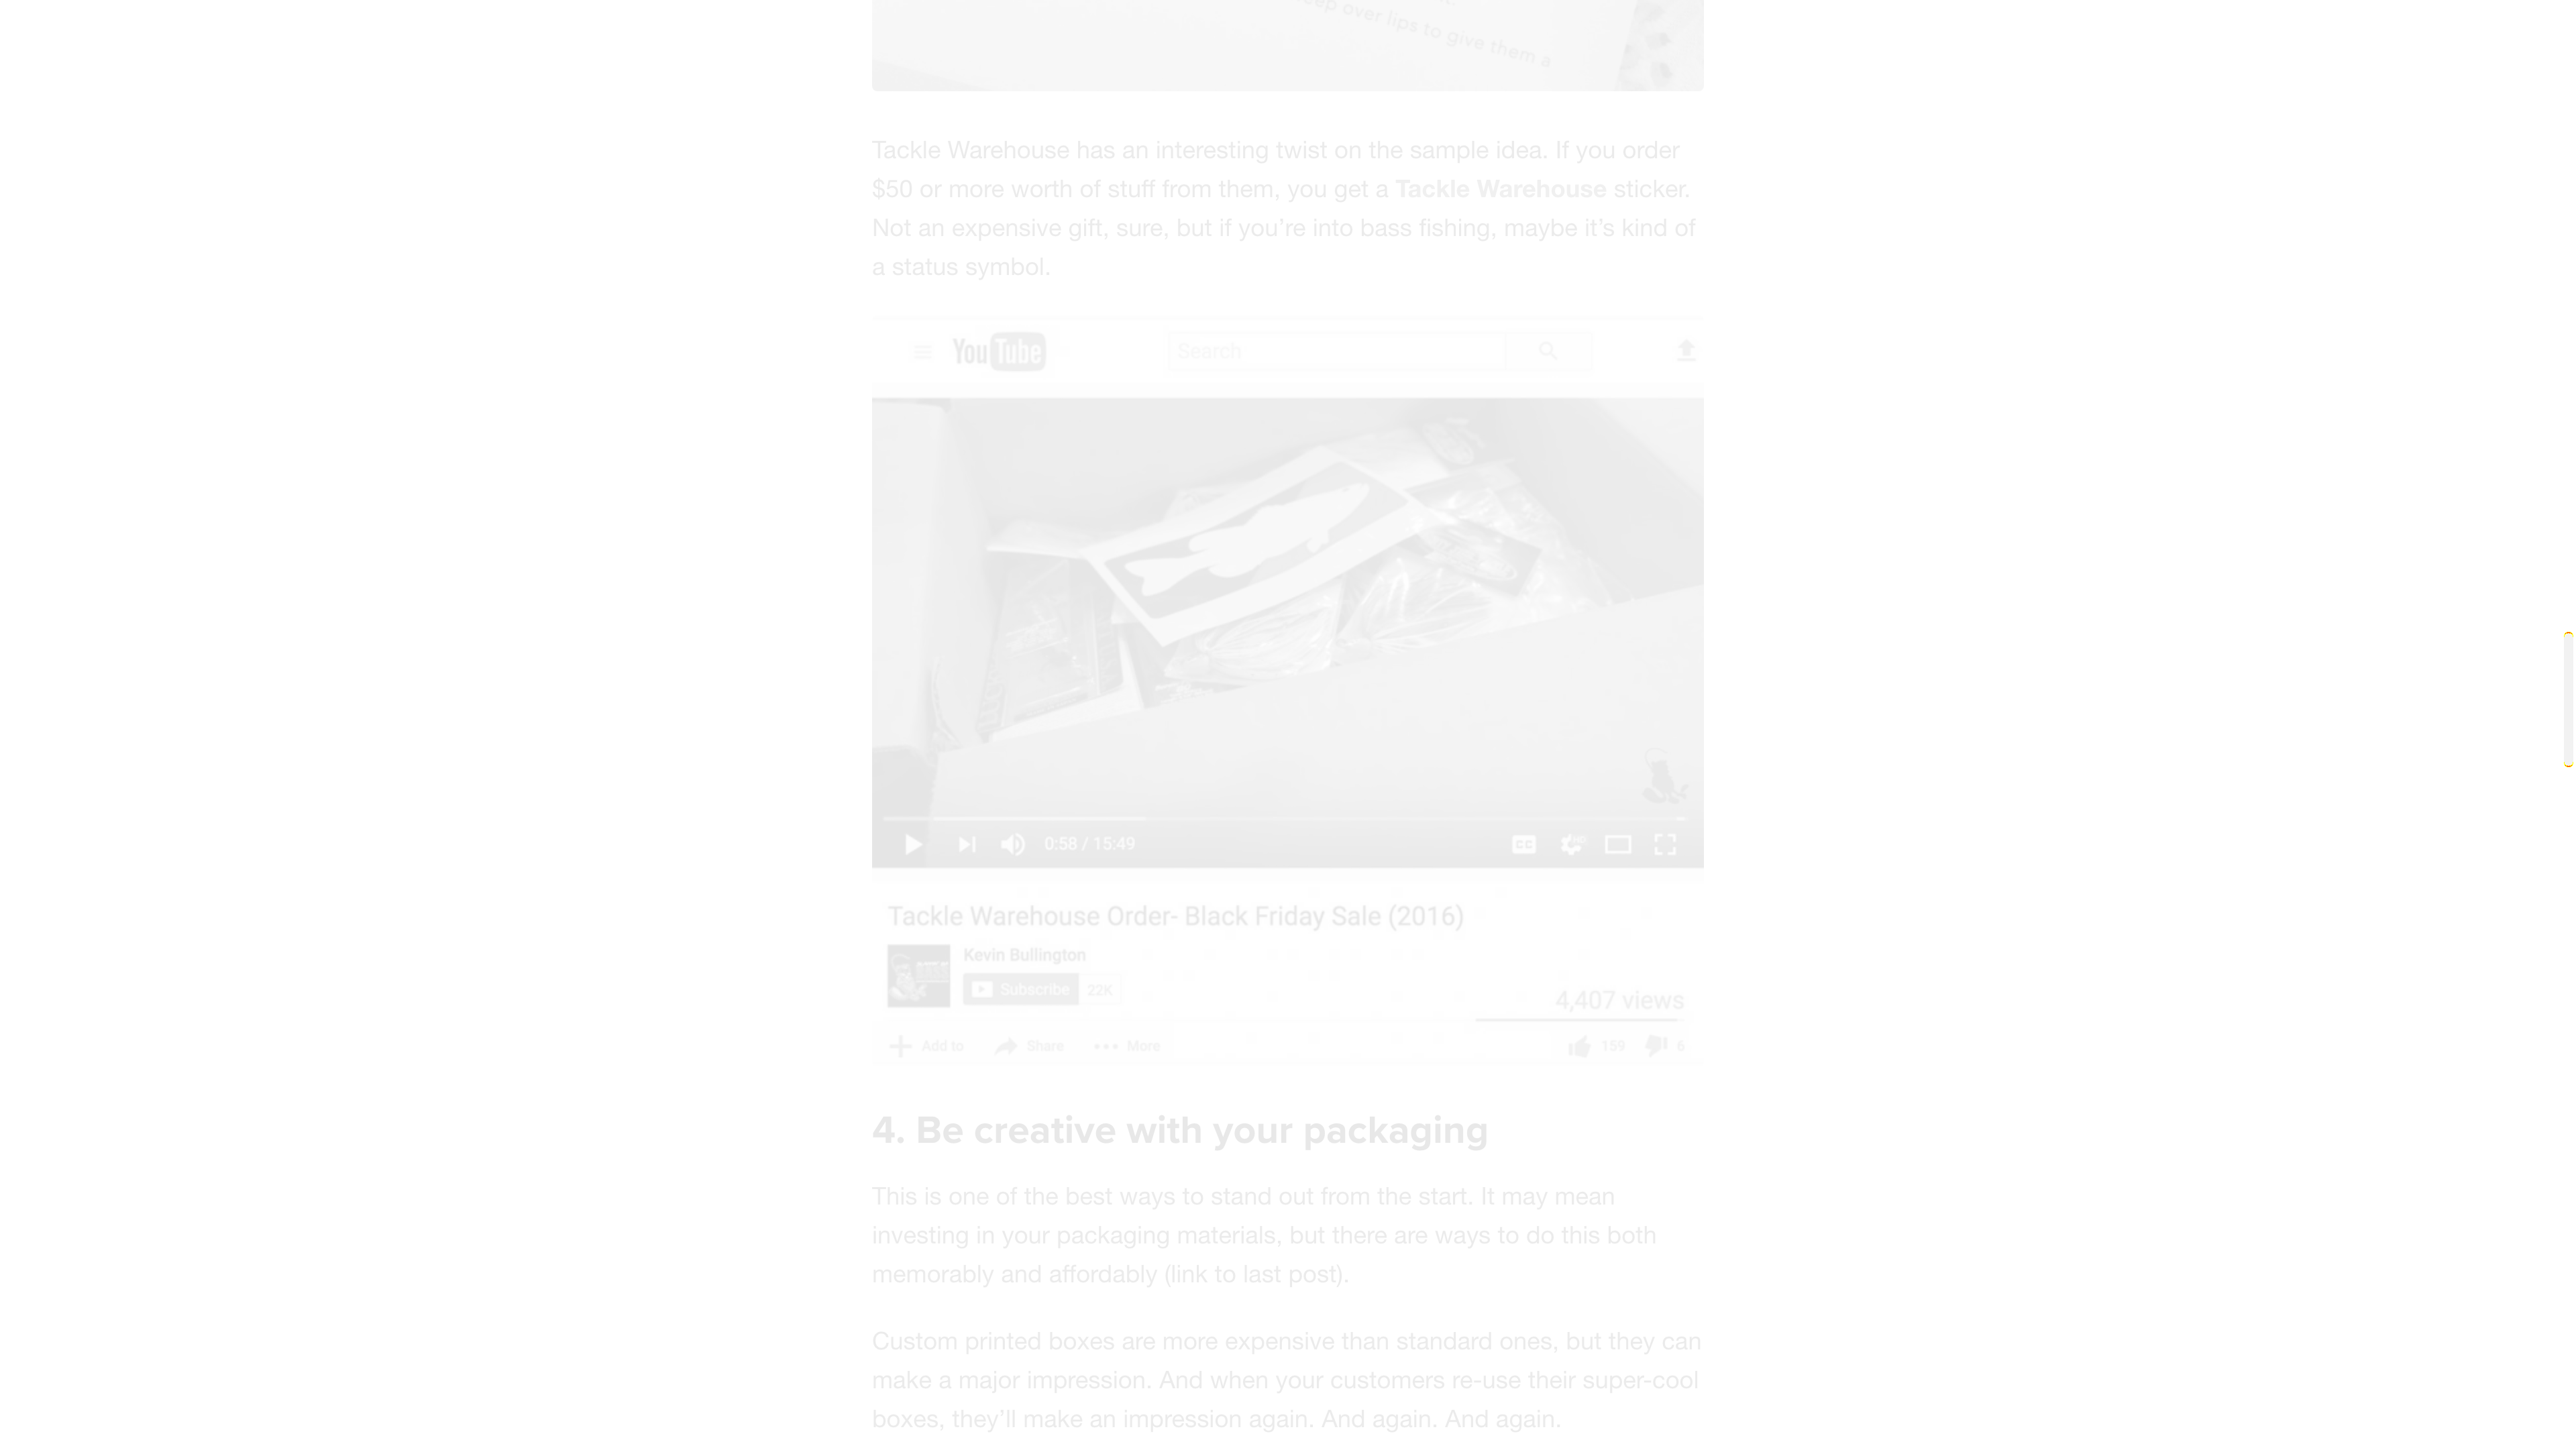 eep over lips to give them a
Tackle Warehouse has an interesting twist on the sample idea. If you order
$50 or more worth of stuff from them, you get a Tackle Warehouse sticker.
Not an expensive gift, sure, but if you’re into bass fishing, maybe it’s kind of
a status symbol.
YouTube
Search
0:58 / 15:49
CC
Tackle Warehouse Order- Black Friday Sale (2016)
Kevin Bullington
Subscribe 22K
4,407 views
Add to Share More 159 6
4. Be creative with your packaging
This is one of the best ways to stand out from the start. It may mean
investing in your packaging materials, but there are ways to do this both
memorably and affordably (link to last post).
Custom printed boxes are more expensive than standard ones, but they can
make a major impression. And when your customers re-use their super-cool
boxes, they’ll make an impression again. And again. And again.